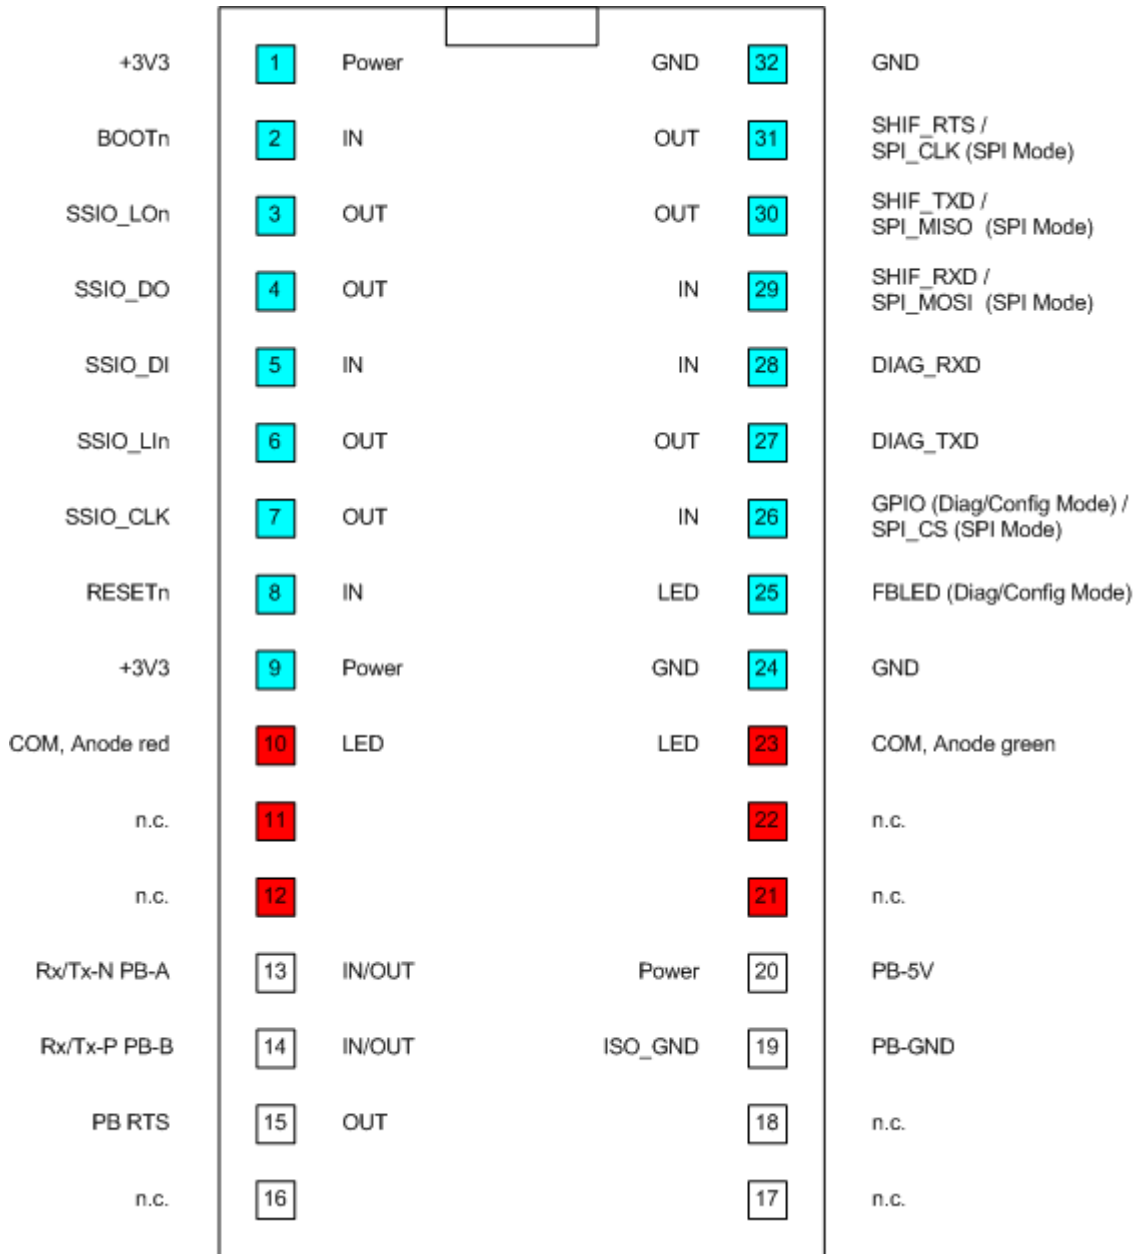 +3V3 1 Power GND 32 GND
BOOTn 2 IN OUT 31 SHIF_RTS /
SPI_CLK (SPI Mode)
SSIO_LOn 3 OUT OUT 30 SHIF_TXD /
SPI_MISO (SPI Mode)
SSIO_DO 4 OUT IN 29 SHIF_RXD /
SPI_MOSI (SPI Mode)
SSIO_DI 5 IN IN 28 DIAG_RXD
SSIO_LIn 6 OUT OUT 27 DIAG_TXD
SSIO_CLK 7 OUT IN 26 GPIO (Diag/Config Mode) /
SPI_CS (SPI Mode)
RESETn 8 IN LED 25 FBLED (Diag/Config Mode)
+3V3 9 Power GND 24 GND
COM, Anode red 10 LED LED 23 COM, Anode green
n.c. 11 22 n.c.
n.c. 12 21 n.c.
Rx/Tx-N PB-A 13 IN/OUT Power 20 PB-5V
Rx/Tx-P PB-B 14 IN/OUT ISO_GND 19 PB-GND
PB RTS 15 OUT 18 n.c.
n.c. 16 17 n.c.